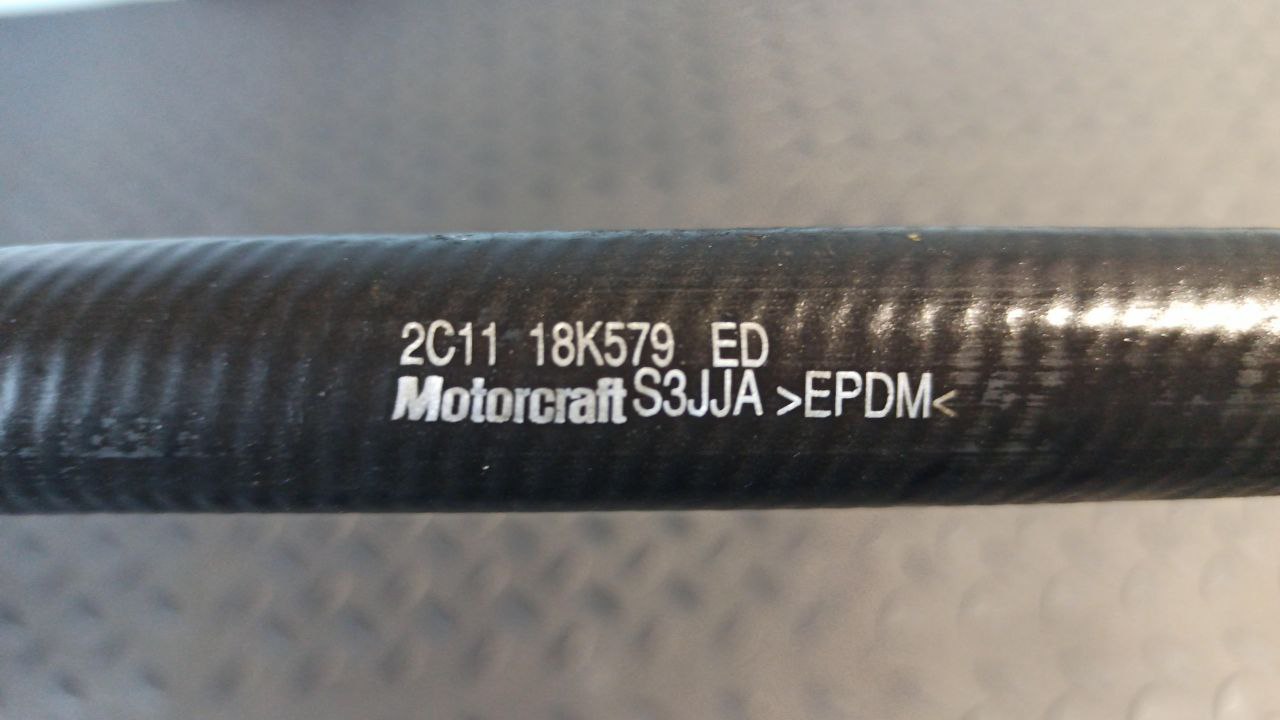 2C11 18K579 ED
Motorcraft S3JJA >EPDM<